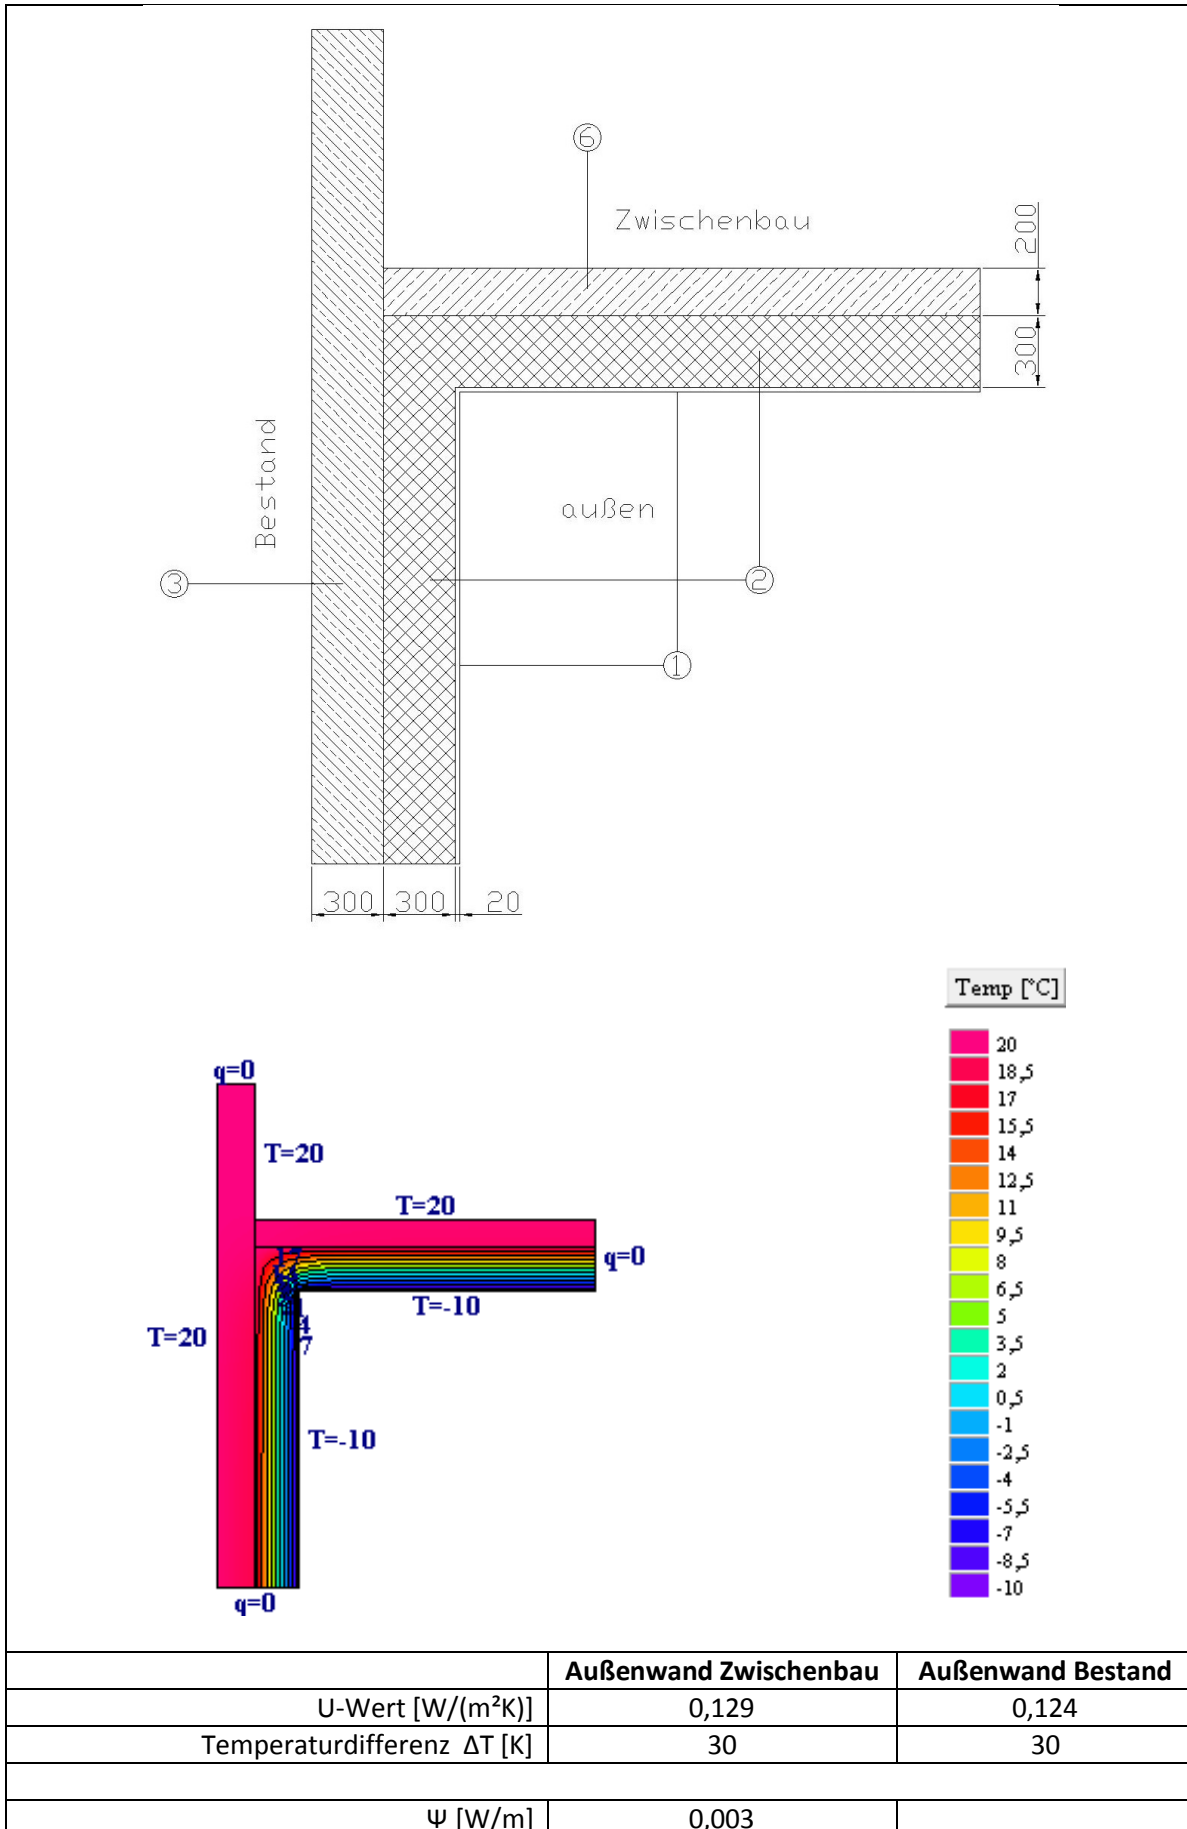 6
Zwischenbau
200
300
Bestand
außen
3
2
1
300 300 20
Temp [°C]
20
18,5
17
15,5
14
12,5
11
9,5
8
6,5
5
3,5
2
0,5
-1
-2,5
-4
-5,5
-7
-8,5
-10
q=0
T=20
T=20
q=0
T=-10
T=20
T=-10
q=0
Außenwand Zwischenbau Außenwand Bestand
U-Wert [W/(m²K)] 0,129 0,124
Temperaturdifferenz ΔT [K] 30 30
Ψ [W/m] 0,003